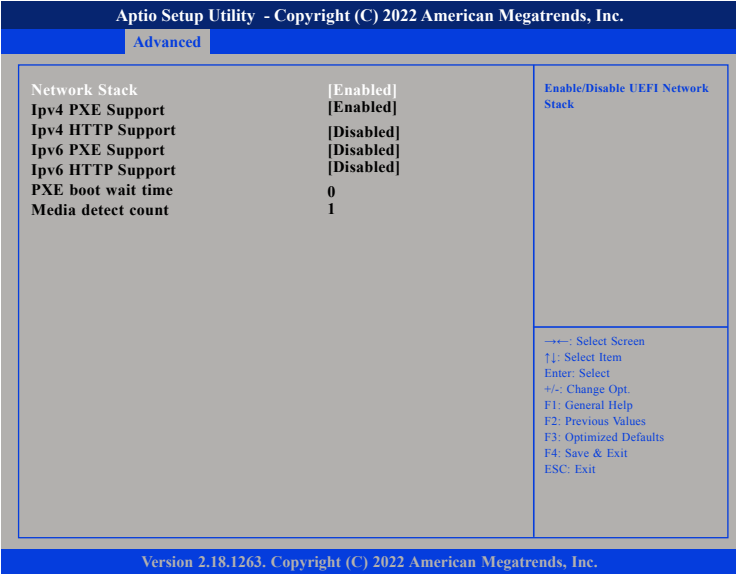 Aptio Setup Utility - Copyright (C) 2022 American Megatrends, Inc.
Advanced
Network Stack [Enabled]
Ipv4 PXE Support [Enabled]
Ipv4 HTTP Support [Disabled]
Ipv6 PXE Support [Disabled]
Ipv6 HTTP Support [Disabled]
PXE boot wait time 0
Media detect count 1
Enable/Disable UEFI Network
Stack
→←: Select Screen
↑↓: Select Item
Enter: Select
+/-: Change Opt.
F1: General Help
F2: Previous Values
F3: Optimized Defaults
F4: Save & Exit
ESC: Exit
Version 2.18.1263. Copyright (C) 2022 American Megatrends, Inc.